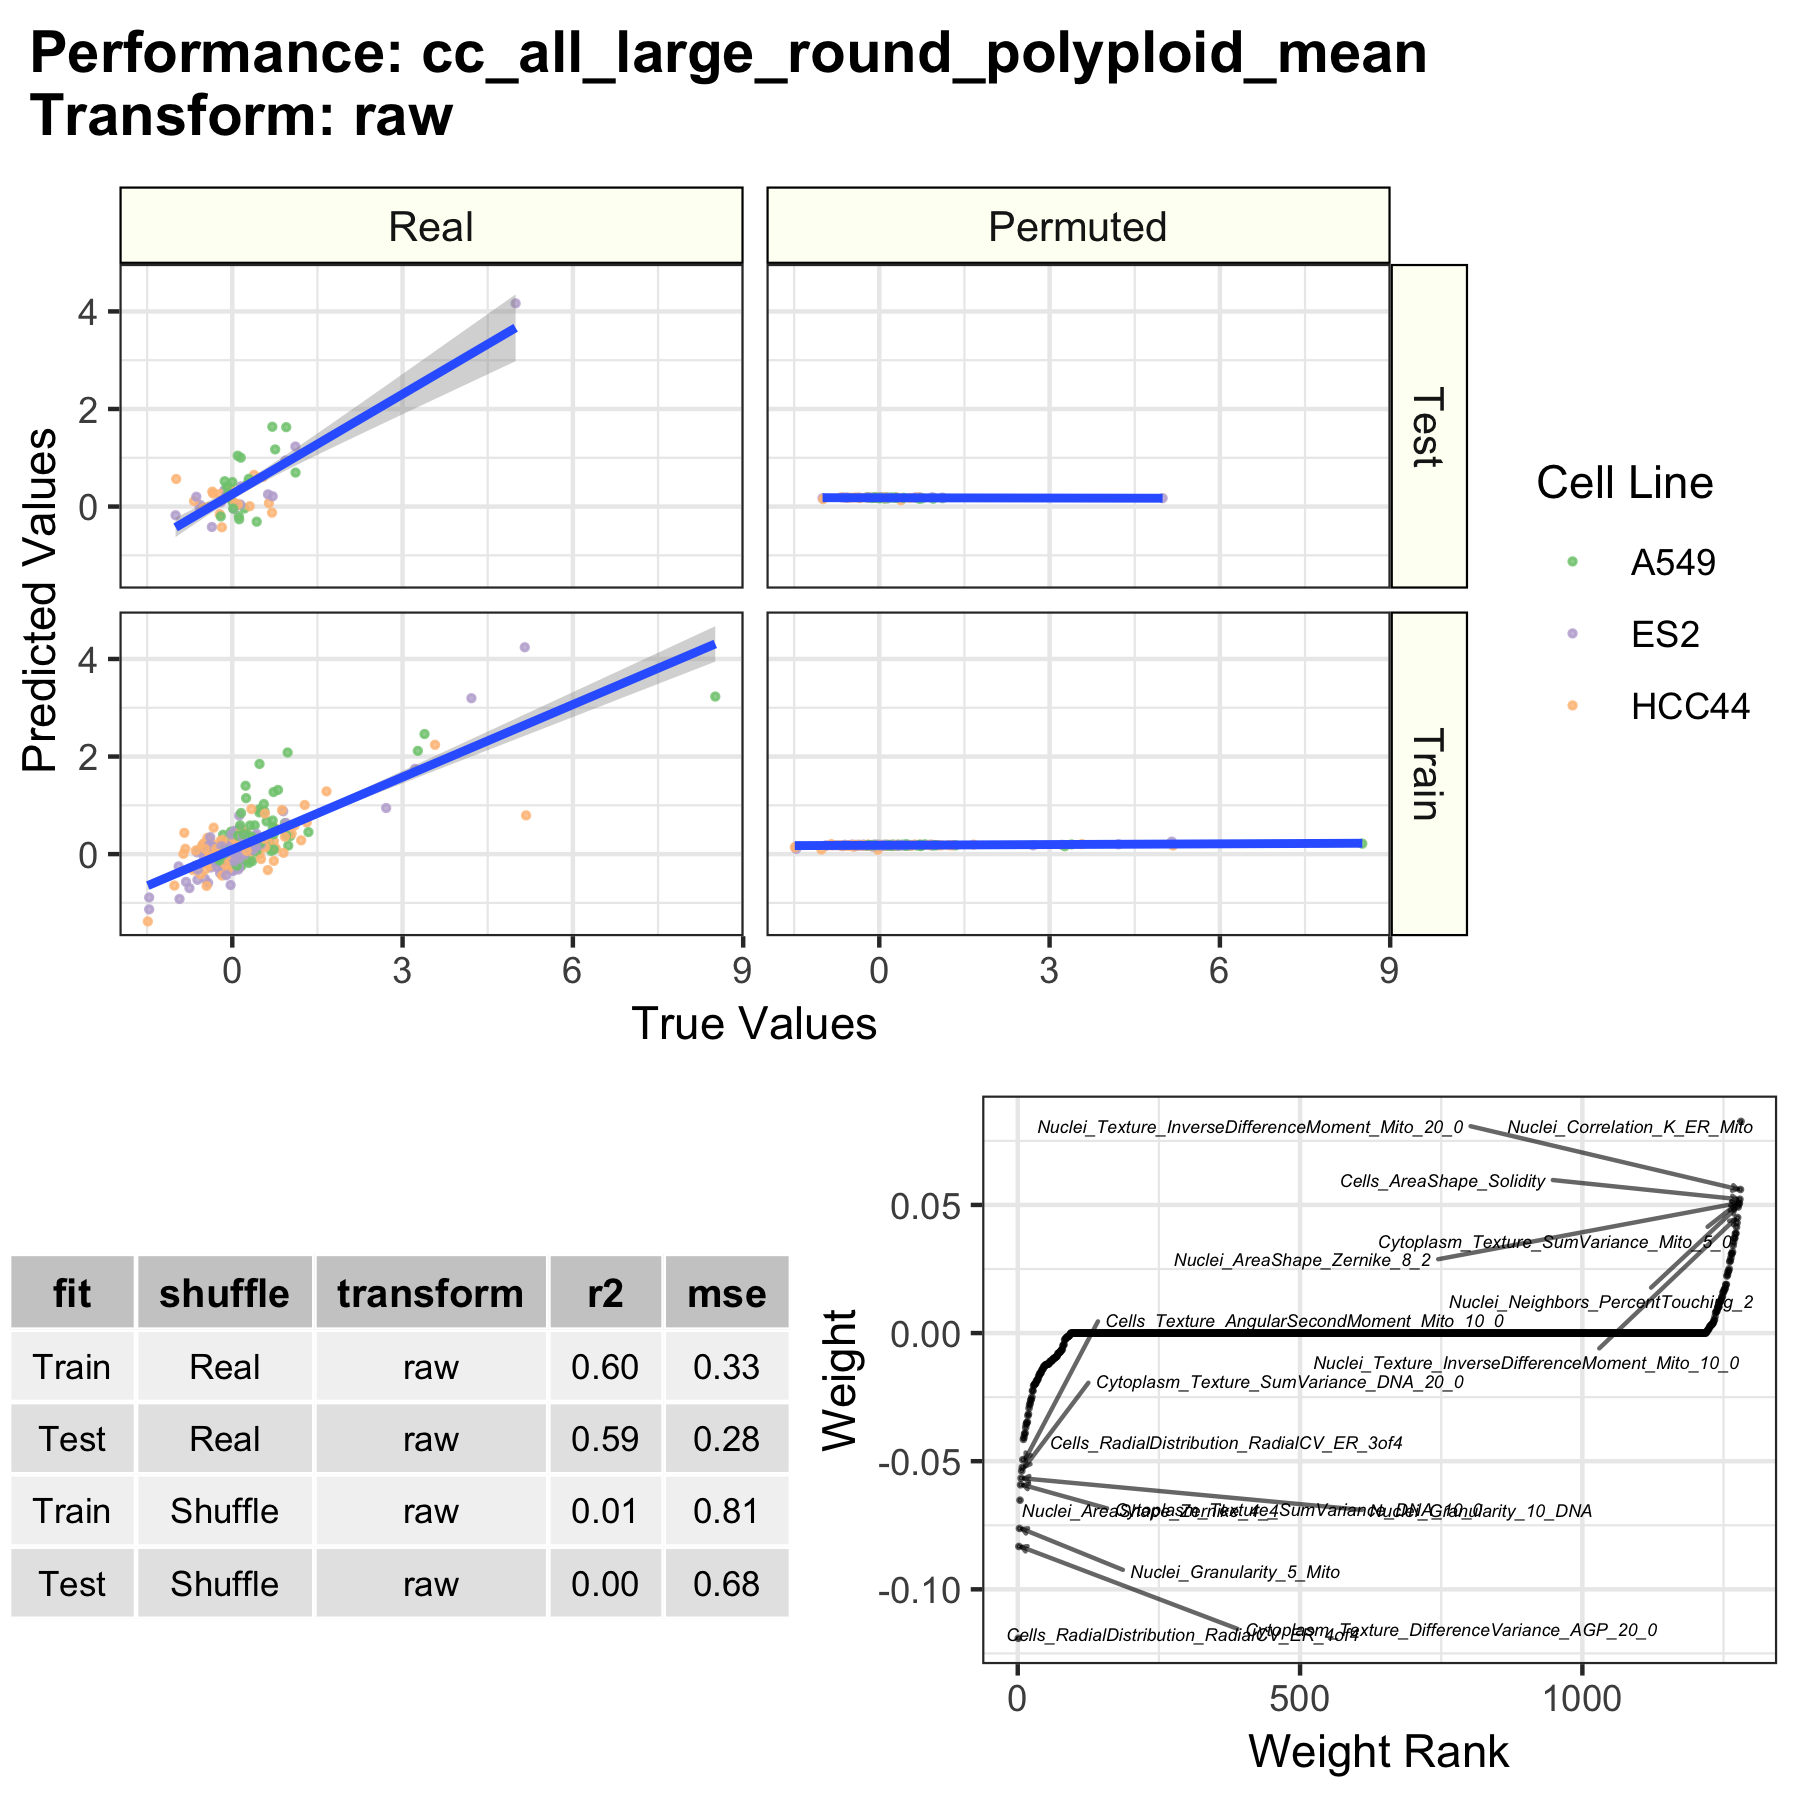 Performance: cc_all_large_round_polyploid_mean
Transform: raw
Real
Permuted
4
2
0
Test
4
2
0
Train
0
3
6
9
0
3
6
9
Predicted Values
True Values
Cell Line
A549
ES2
HCC44
fit shuffle transform r2 mse
Train Real raw 0.60 0.33
Test Real raw 0.59 0.28
Train Shuffle raw 0.01 0.81
Test Shuffle raw 0.00 0.68
Nuclei_Texture_InverseDifferenceMoment_Mito_20_0
Nuclei_Correlation_K_ER_Mito
Cells_AreaShape_Solidity
Cytoplasm_Texture_SumVariance_Mito_5_0
Nuclei_AreaShape_Zernike_8_2
Nuclei_Neighbors_PercentTouching_2
Cells_Texture_AngularSecondMoment_Mito_10_0
Nuclei_Texture_InverseDifferenceMoment_Mito_10_0
Cytoplasm_Texture_SumVariance_DNA_20_0
Cells_RadialDistribution_RadialCV_ER_3of4
Nuclei_AreaShape_Zernike_4_4
Cytoplasm_Texture_SumVariance_DNA_10_0
Nuclei_Granularity_10_DNA
Nuclei_Granularity_5_Mito
Cytoplasm_Texture_DifferenceVariance_AGP_20_0
Cells_RadialDistribution_RadialCV_ER_4of4
0.05
0.00
-0.05
-0.10
Weight
0
500
1000
Weight Rank